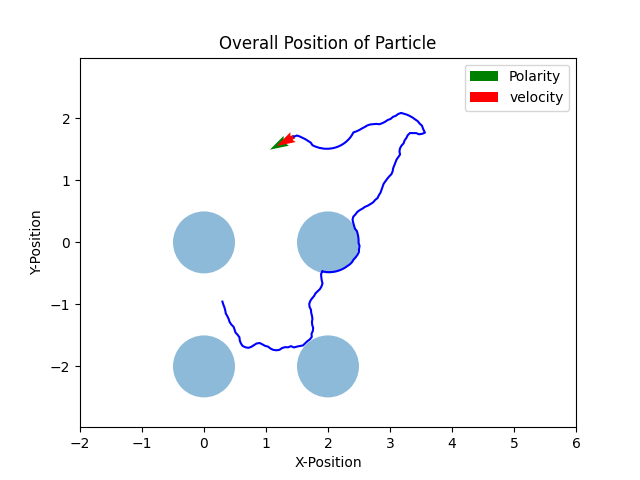 Overall Position of Particle
Polarity
velocity
2
1
0
−1
−2
Y-Position
−2 −1 0 1 2 3 4 5 6
X-Position